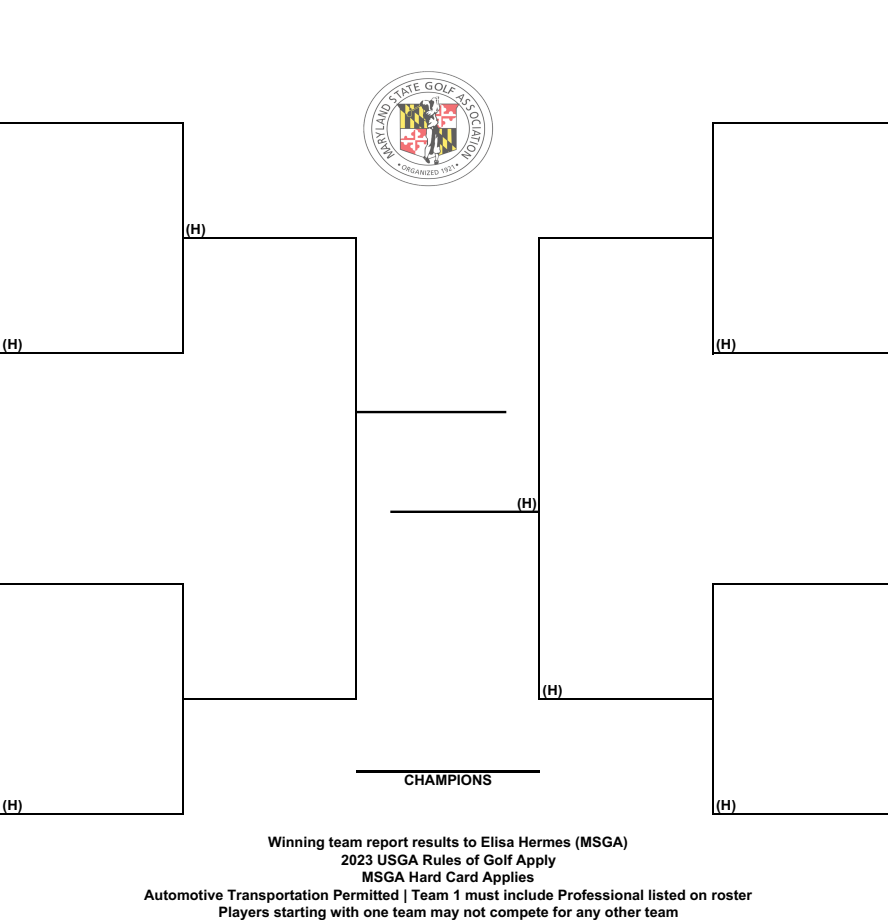 MARYLAND STATE GOLF ASSOCIATION
• ORGANIZED 1921 •
(H)
(H)
(H)
(H)
(H)
(H)
(H)
CHAMPIONS
Winning team report results to Elisa Hermes (MSGA)
2023 USGA Rules of Golf Apply
MSGA Hard Card Applies
Automotive Transportation Permitted | Team 1 must include Professional listed on roster
Players starting with one team may not compete for any other team